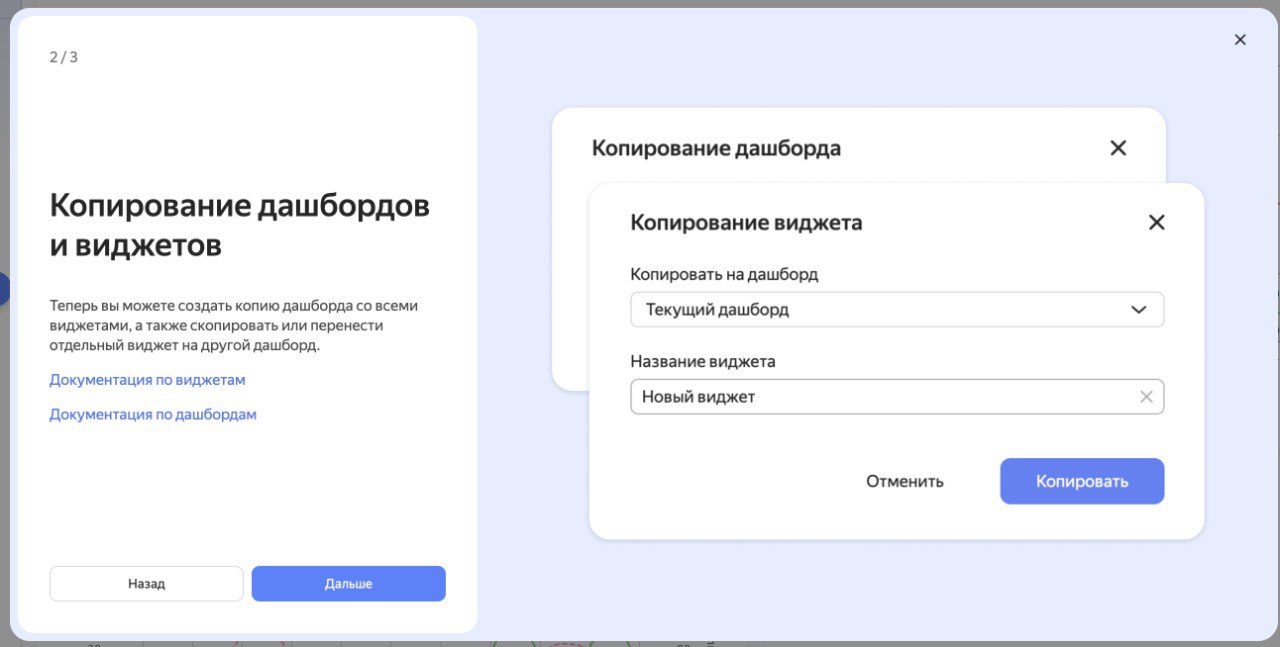 2 / 3
Копирование дашбордов
и виджетов
Теперь вы можете создать копию дашборда со всеми
виджетами, а также скопировать или перенести
отдельный виджет на другой дашборд.
Документация по виджетам
Документация по дашбордам
Назад
Дальше
Копирование дашборда
Копирование виджета
Копировать на дашборд
Текущий дашборд
Название виджета
Новый виджет
Отменить
Копировать